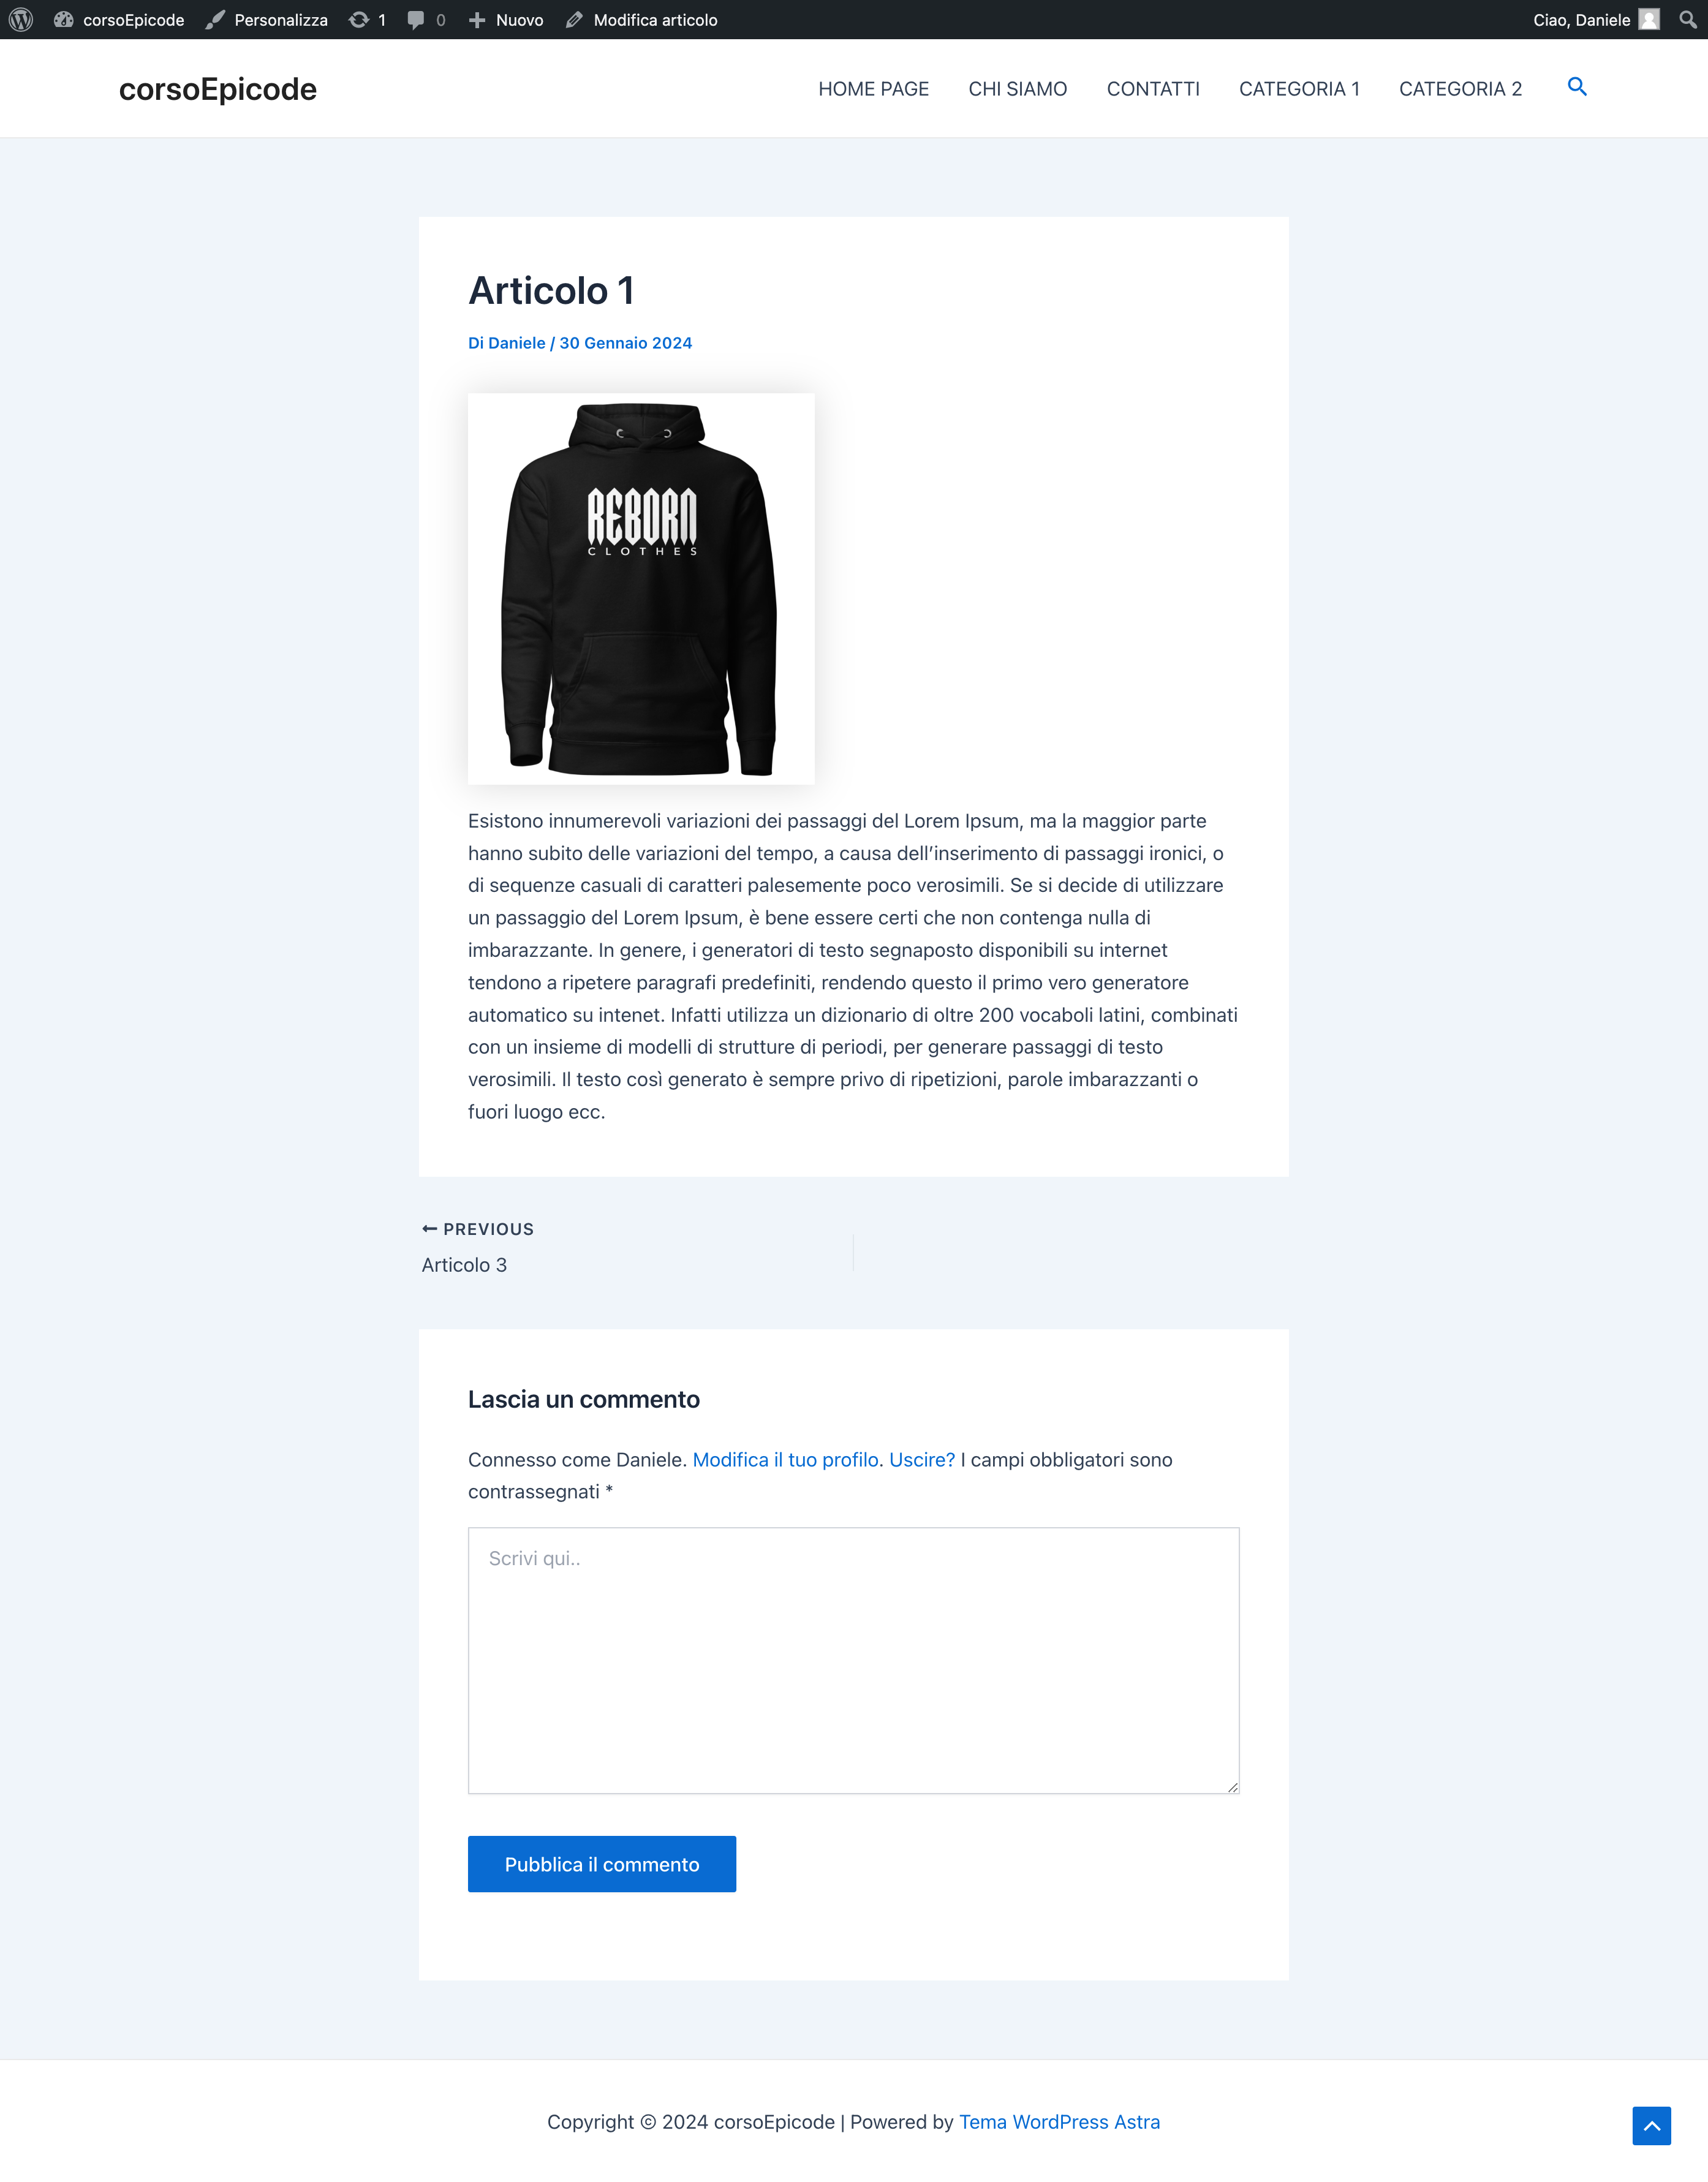 corsoEpicode Personalizza 1 0 Nuovo Modifica articolo Ciao, Daniele
corsoEpicode
HOME PAGE CHI SIAMO CONTATTI CATEGORIA 1 CATEGORIA 2
Articolo 1
Di Daniele / 30 Gennaio 2024
REBORN
CLOTHES
Esistono innumerevoli variazioni dei passaggi del Lorem Ipsum, ma la maggior parte
hanno subito delle variazioni del tempo, a causa dell’inserimento di passaggi ironici, o
di sequenze casuali di caratteri palesemente poco verosimili. Se si decide di utilizzare
un passaggio del Lorem Ipsum, è bene essere certi che non contenga nulla di
imbarazzante. In genere, i generatori di testo segnaposto disponibili su internet
tendono a ripetere paragrafi predefiniti, rendendo questo il primo vero generatore
automatico su intenet. Infatti utilizza un dizionario di oltre 200 vocaboli latini, combinati
con un insieme di modelli di strutture di periodi, per generare passaggi di testo
verosimili. Il testo così generato è sempre privo di ripetizioni, parole imbarazzanti o
fuori luogo ecc.
← PREVIOUS
Articolo 3
Lascia un commento
Connesso come Daniele. Modifica il tuo profilo. Uscire? I campi obbligatori sono
contrassegnati *
Scrivi qui..
Pubblica il commento
Copyright © 2024 corsoEpicode | Powered by Tema WordPress Astra